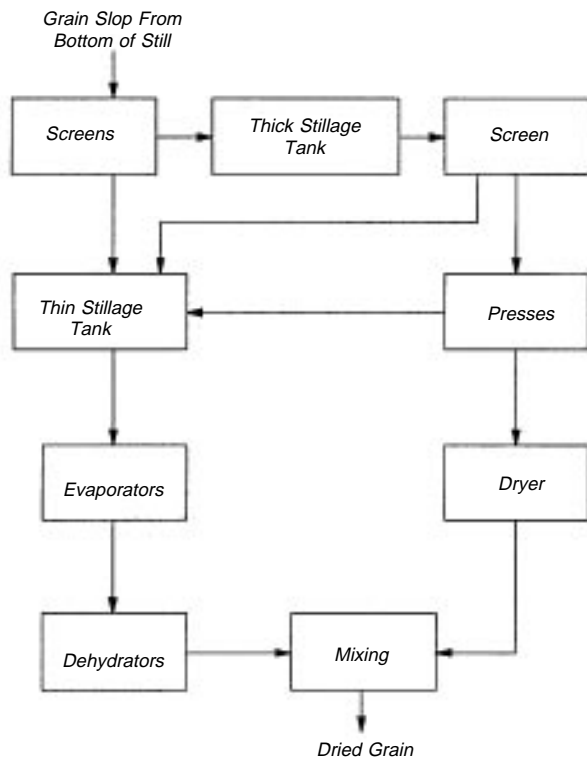 Grain Slop From
Bottom of Still
Screens
Thick Stillage
Tank
Screen
Thin Stillage
Tank
Presses
Evaporators
Dryer
Dehydrators
Mixing
Dried Grain